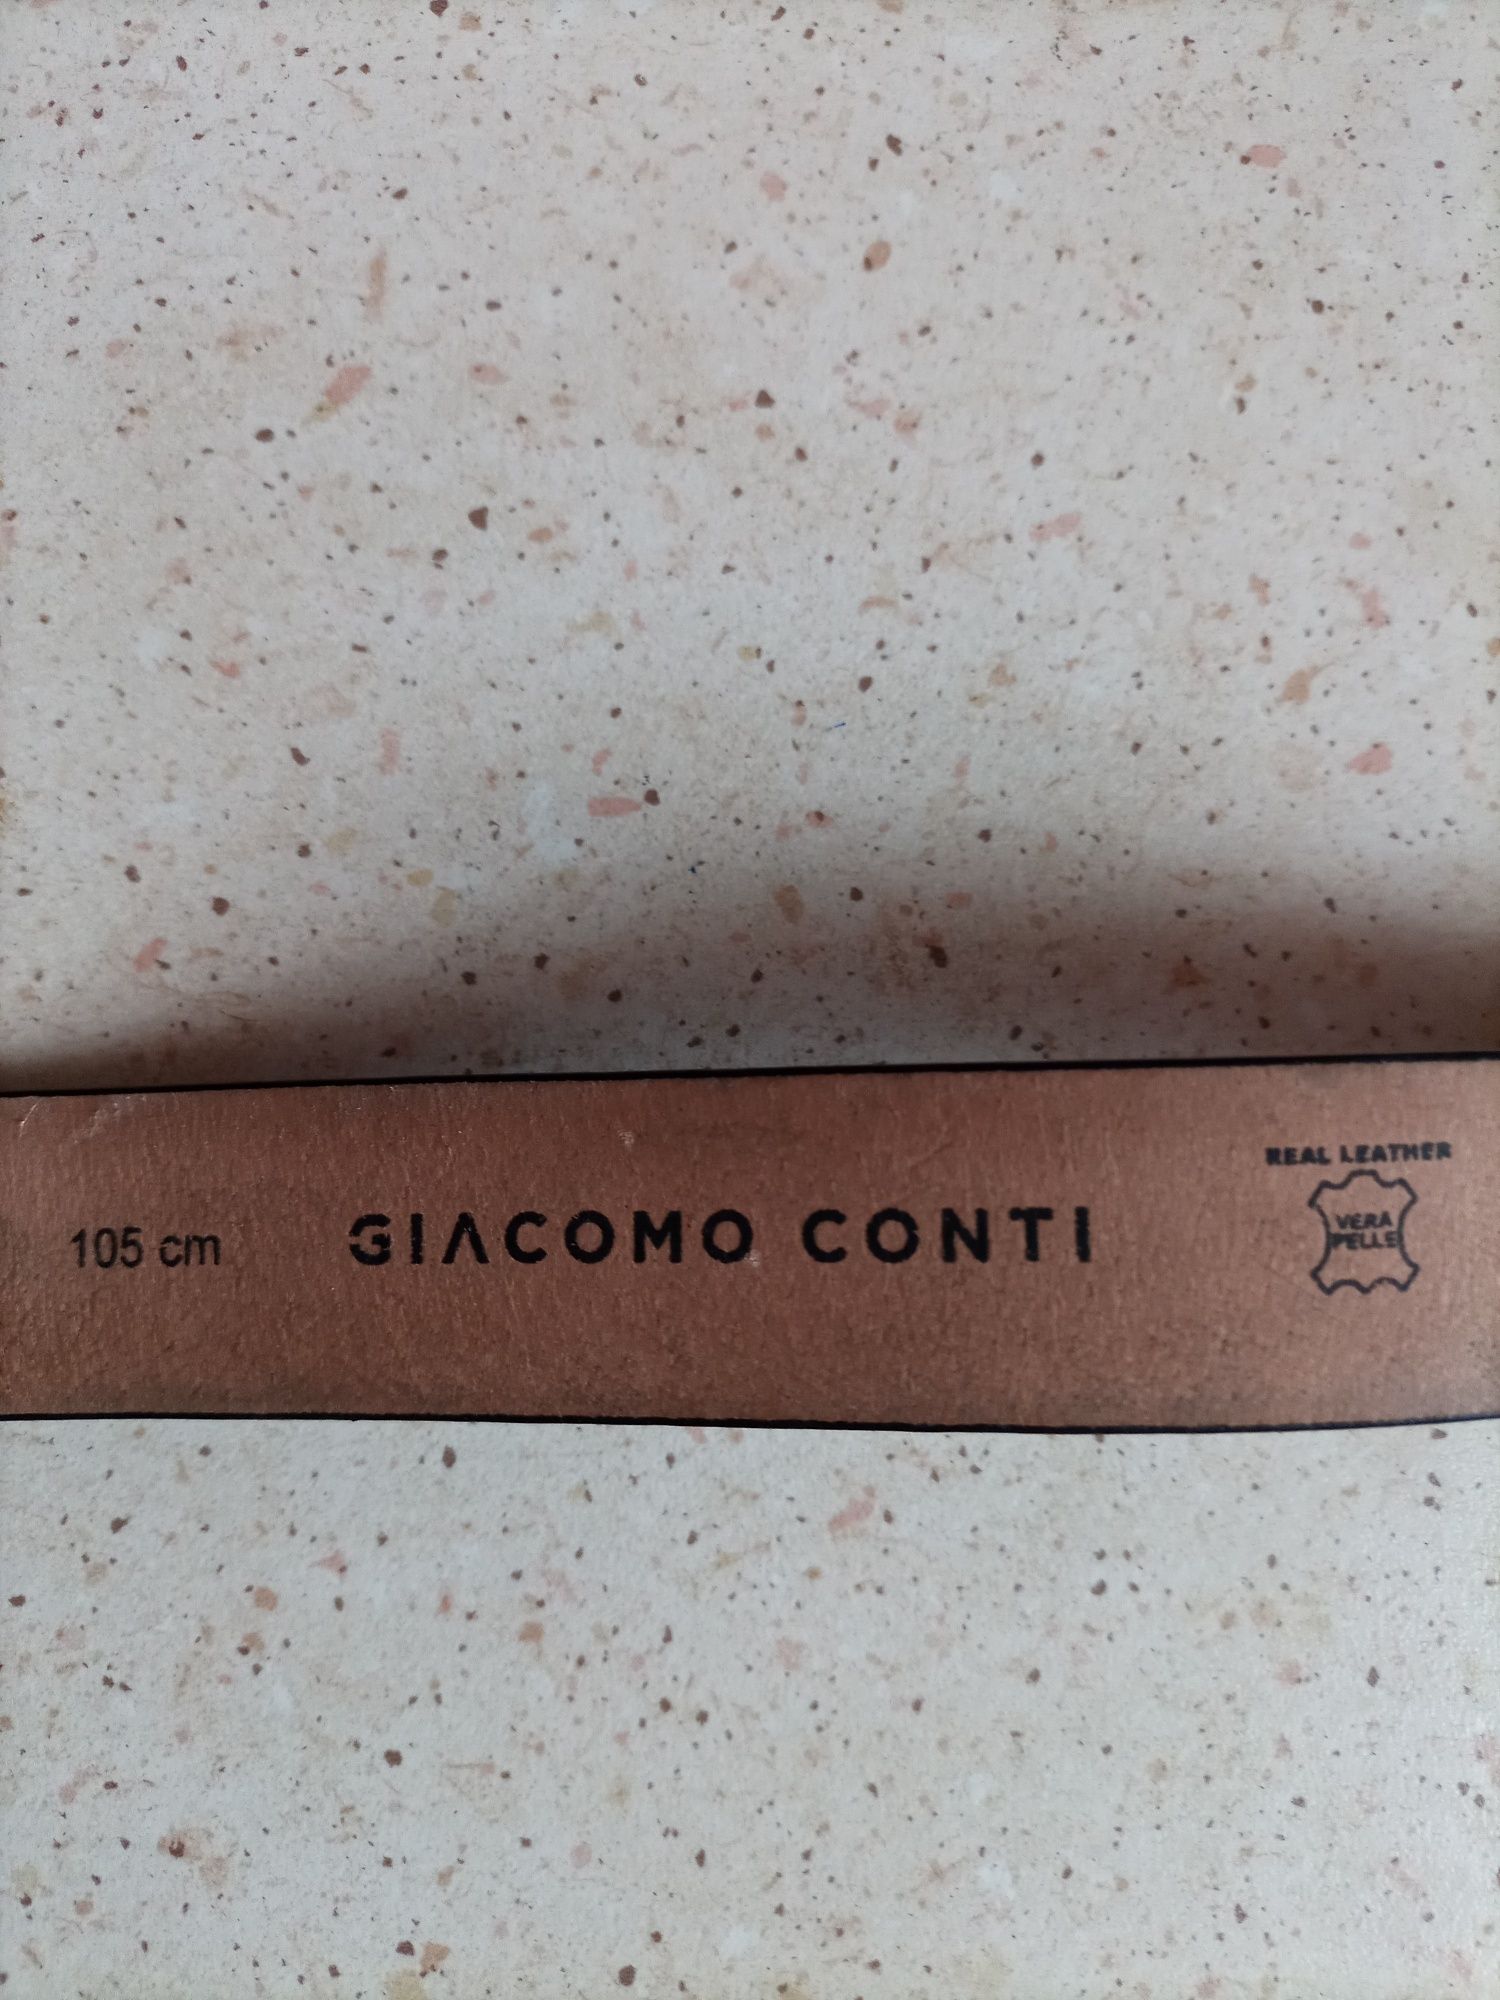 105 cm
GIACOMO CONTI
REAL LEATHER
VERA
PELLE